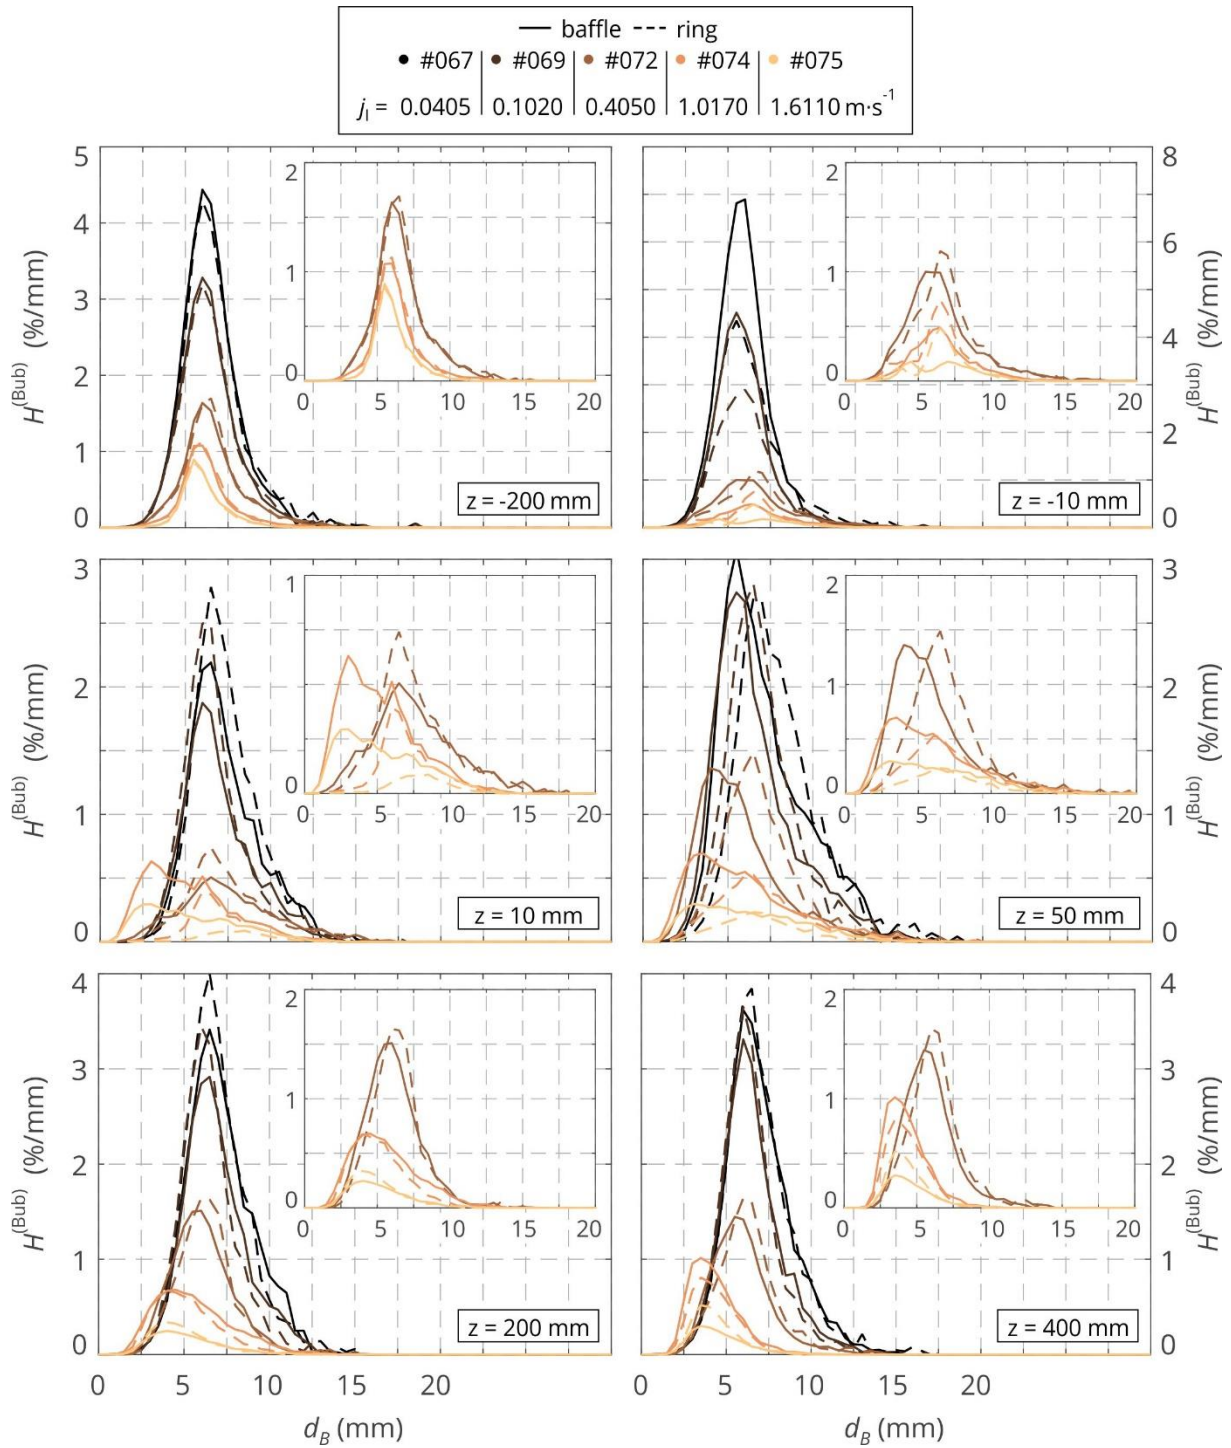 baffle ring
#067 #069 #072 #074 #075
jl = 0.0405 0.1020 0.4050 1.0170 1.6110 m·s-1
5 4 3 2 1 0
H(Bub) (%/mm)
2 1 0
0 5 10 15 20
z = -200 mm
2 1 0
0 5 10 15 20
z = -10 mm
8 6 4 2 0
H(Bub) (%/mm)
3 2 1 0
H(Bub) (%/mm)
1 0
0 5 10 15 20
z = 10 mm
2 1 0
0 5 10 15 20
z = 50 mm
3 2 1 0
H(Bub) (%/mm)
4 3 2 1 0
H(Bub) (%/mm)
2 1 0
0 5 10 15 20
z = 200 mm
2 1 0
0 5 10 15 20
z = 400 mm
4 3 2 1 0
H(Bub) (%/mm)
0 5 10 15 20
0 5 10 15 20
dB (mm)
dB (mm)